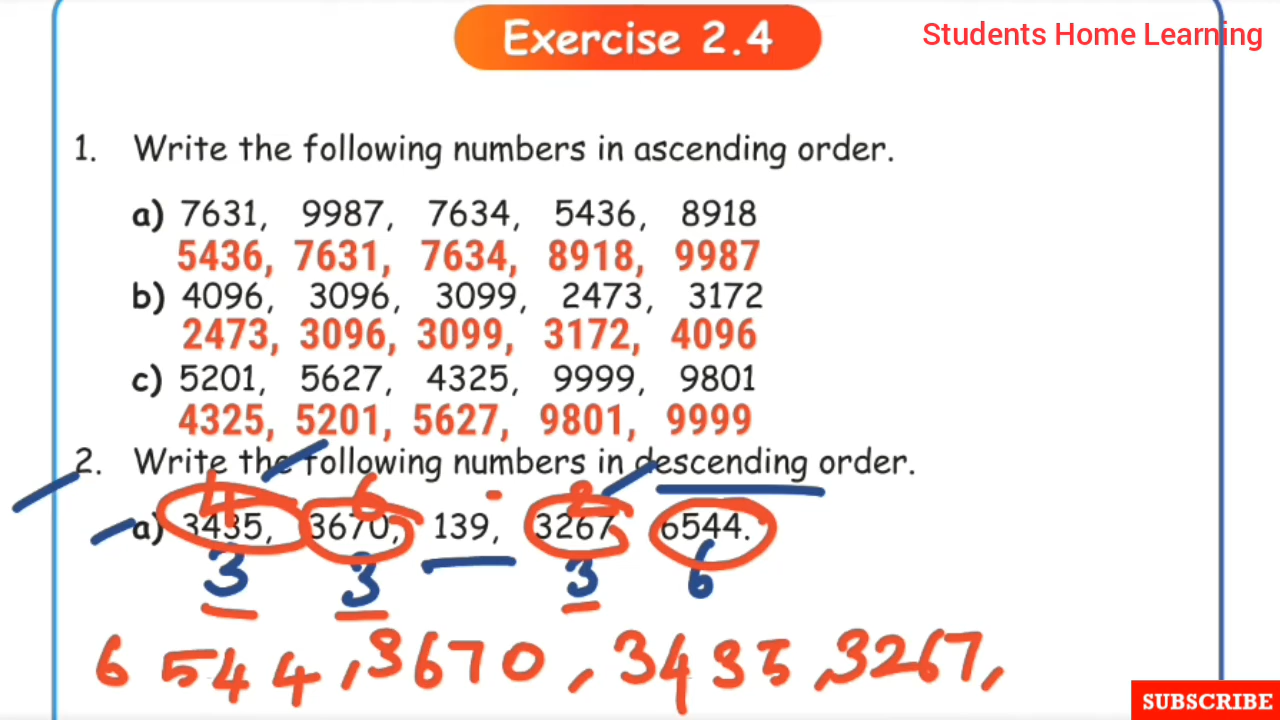 Exercise 2.4
Students Home Learning
1. Write the following numbers in ascending order.
a) 7631, 9987, 7634, 5436, 8918
5436, 7631, 7634, 8918, 9987
b) 4096, 3096, 3099, 2473, 3172
2473, 3096, 3099, 3172, 4096
c) 5201, 5627, 4325, 9999, 9801
4325, 5201, 5627, 9801, 9999
2. Write the following numbers in descending order.
4 6 2
a) 3435, 3670, 139, 3267 6544.
3 3 3 6
6544, 3670, 3435, 3267,
SUBSCRIBE